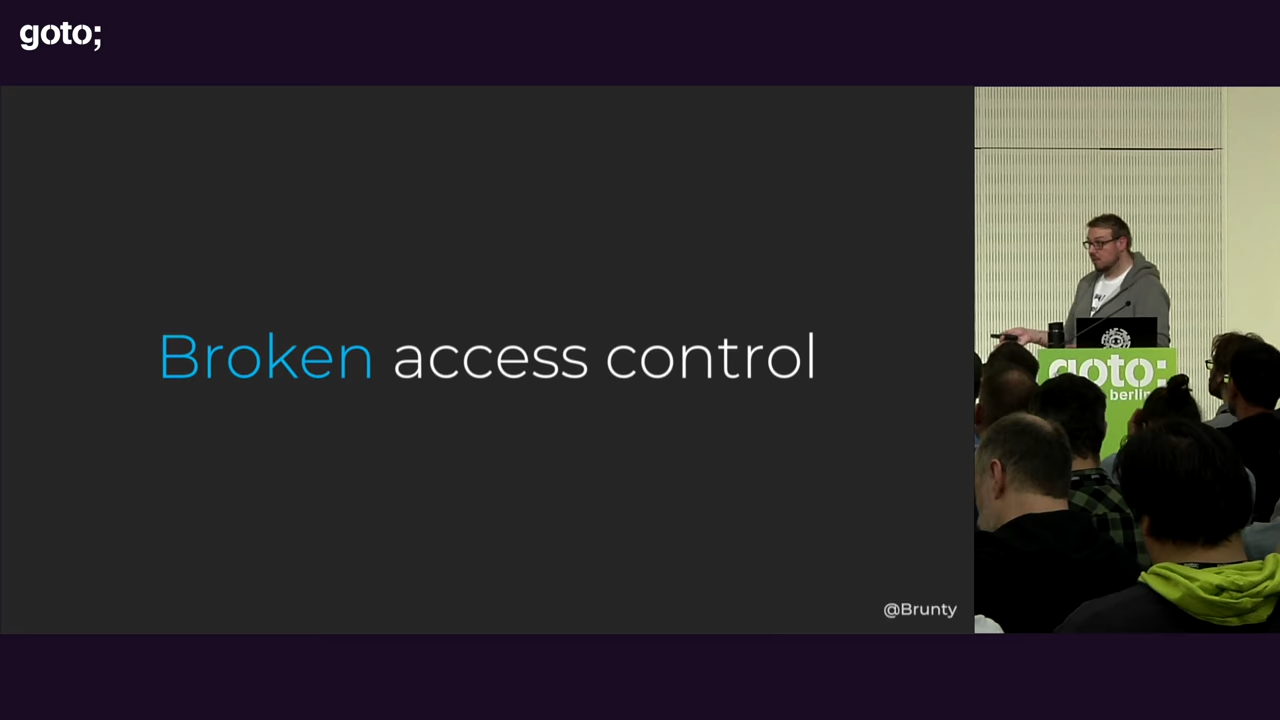 goto;
Broken access control
@Brunty
goto;
berlin